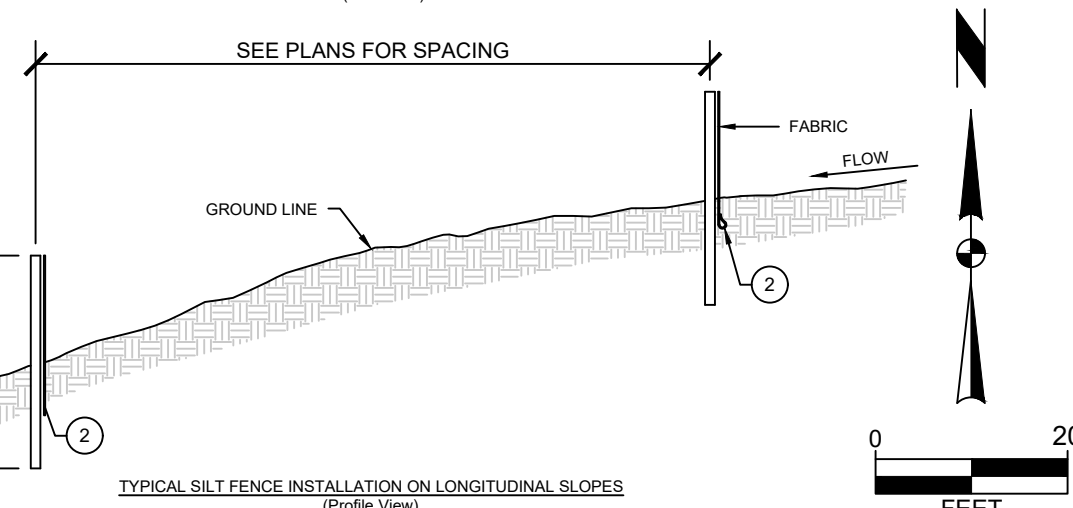 SEE PLANS FOR SPACING
N
FABRIC
FLOW
GROUND LINE
2
2
0
TYPICAL SILT FENCE INSTALLATION ON LONGITUDINAL SLOPES
(Profile View)
FEET